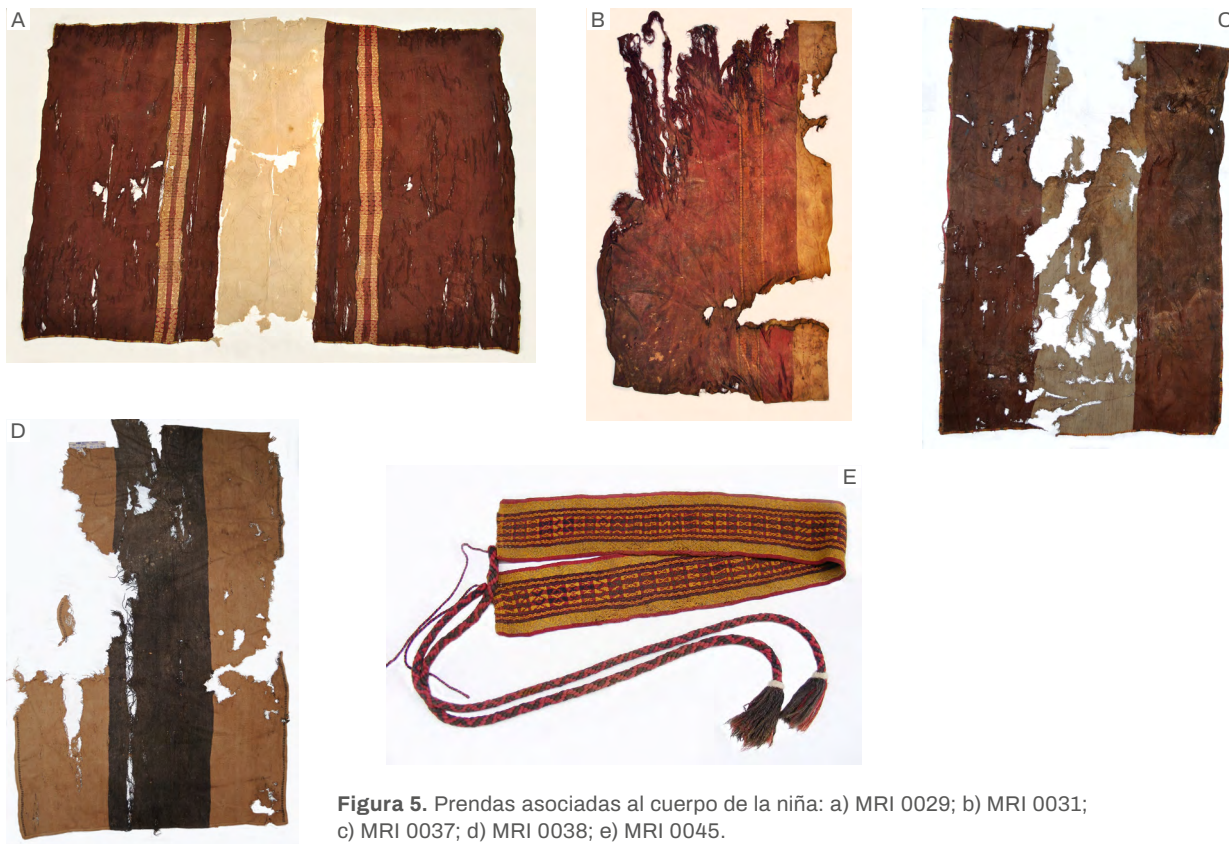 A
B
C
D
E
Figura 5. Prendas asociadas al cuerpo de la niña: a) MRI 0029; b) MRI 0031;
c) MRI 0037; d) MRI 0038; e) MRI 0045.